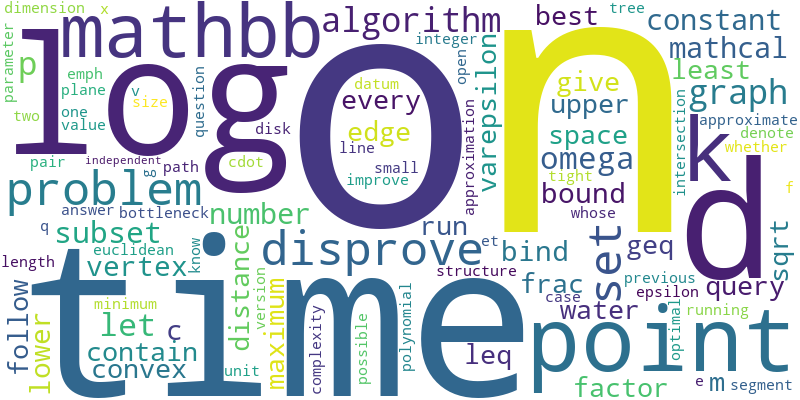 dimension x
mathbb algorithm best tree constant
log o n
integer mathcal
parameter p emph plane v
question datum every open varepsilon give upper least graph
two one value size
edge space approximate
disk line approximation intersection denote
pair independent path cdot small omega tight whether k d
g improve bound f
problem answer bottleneck number run whose
q subset disprove et bind set geq sqrt
euclidean know distance
length vertex structure frac case previous query
time version water epsilon running
follow minimum maximum complexity polynomial point optimal
lower let ç possible
contain leq
convex unit factor e m segment